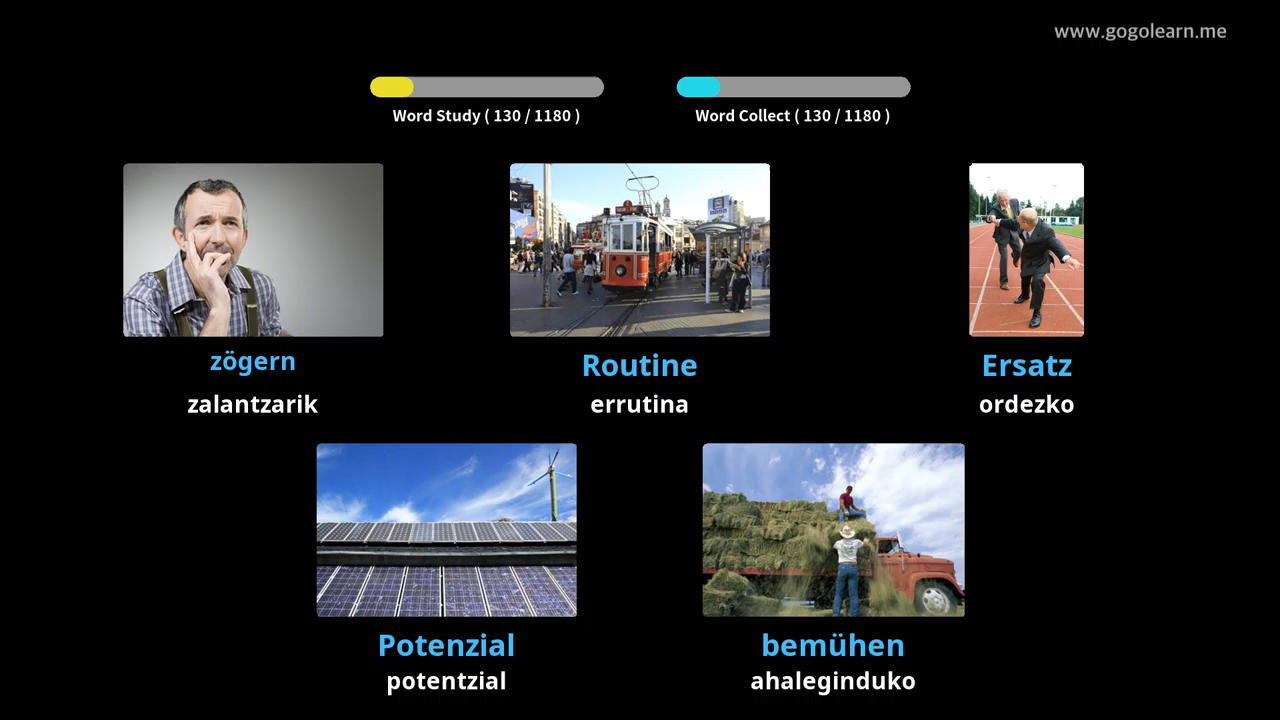 www.gogolearn.me
Word Study ( 130 / 1180 )
Word Collect ( 130 / 1180 )
zögern
zalantzarik
Routine
errutina
Ersatz
ordezko
Potenzial
potentzial
bemühen
ahaleginduko